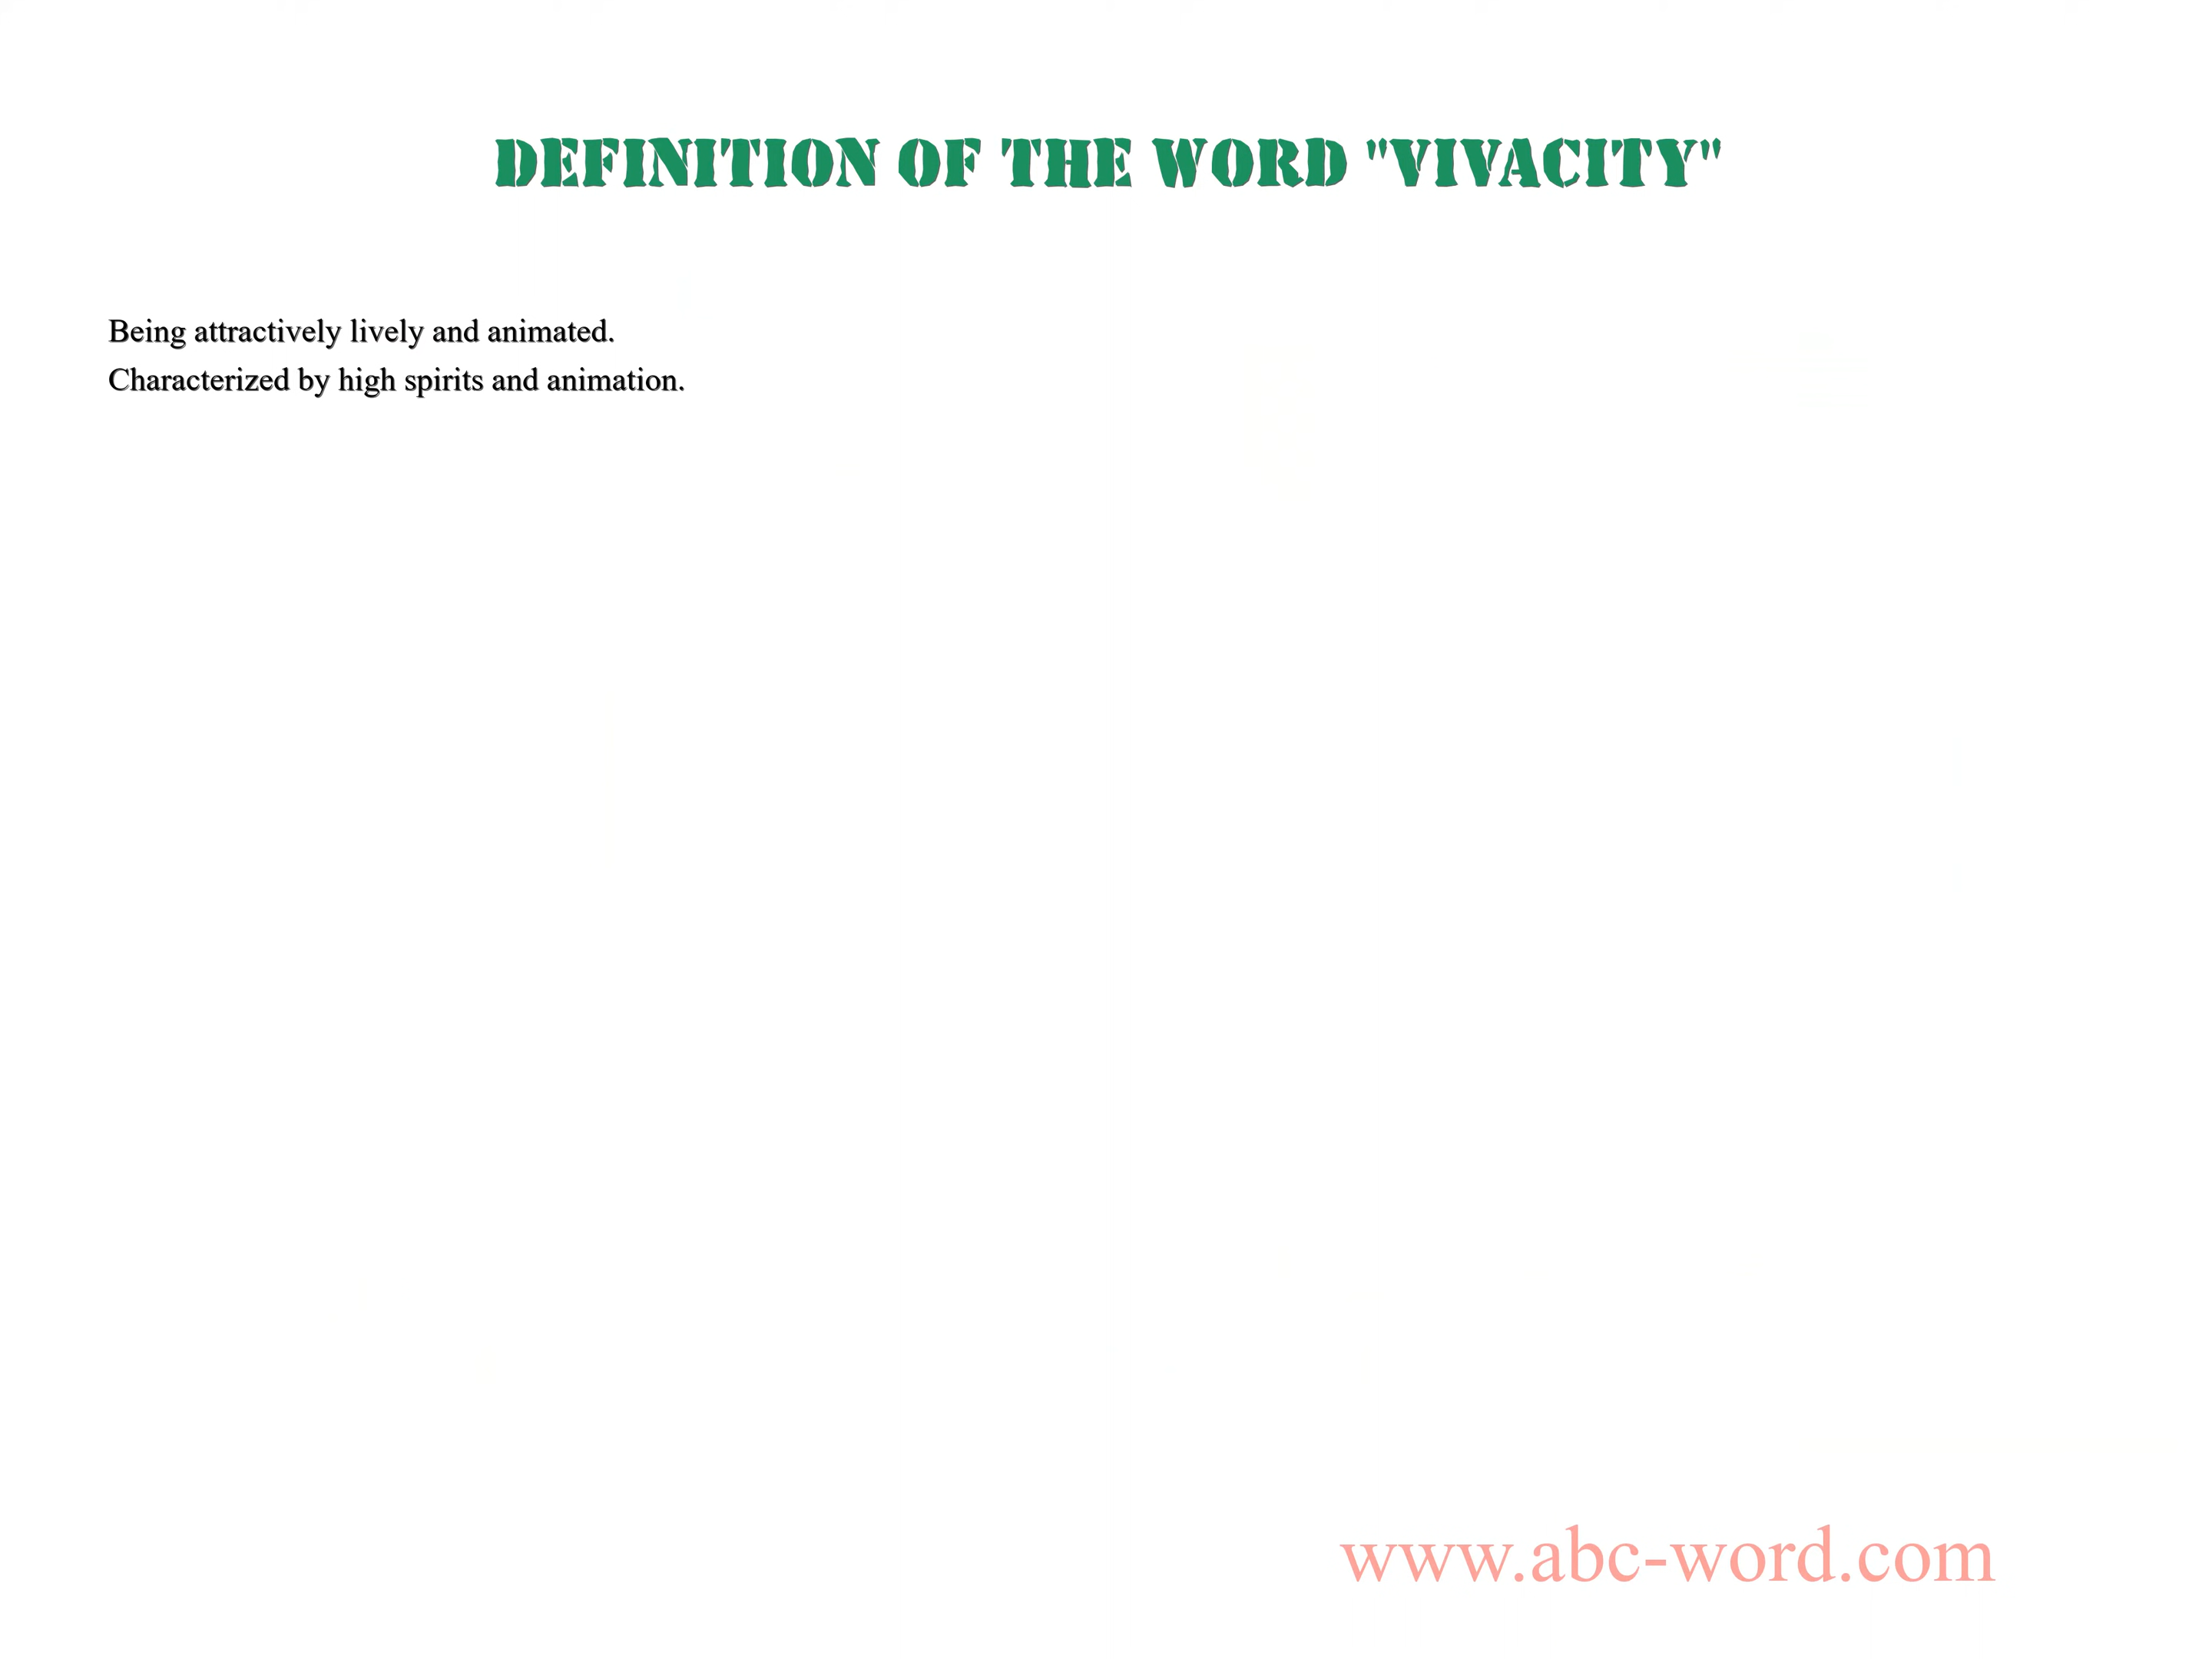 DEFINITION OF THE WORD "VIVACITY"
Being attractively lively and animated.
Characterized by high spirits and animation.
www.abc-word.com